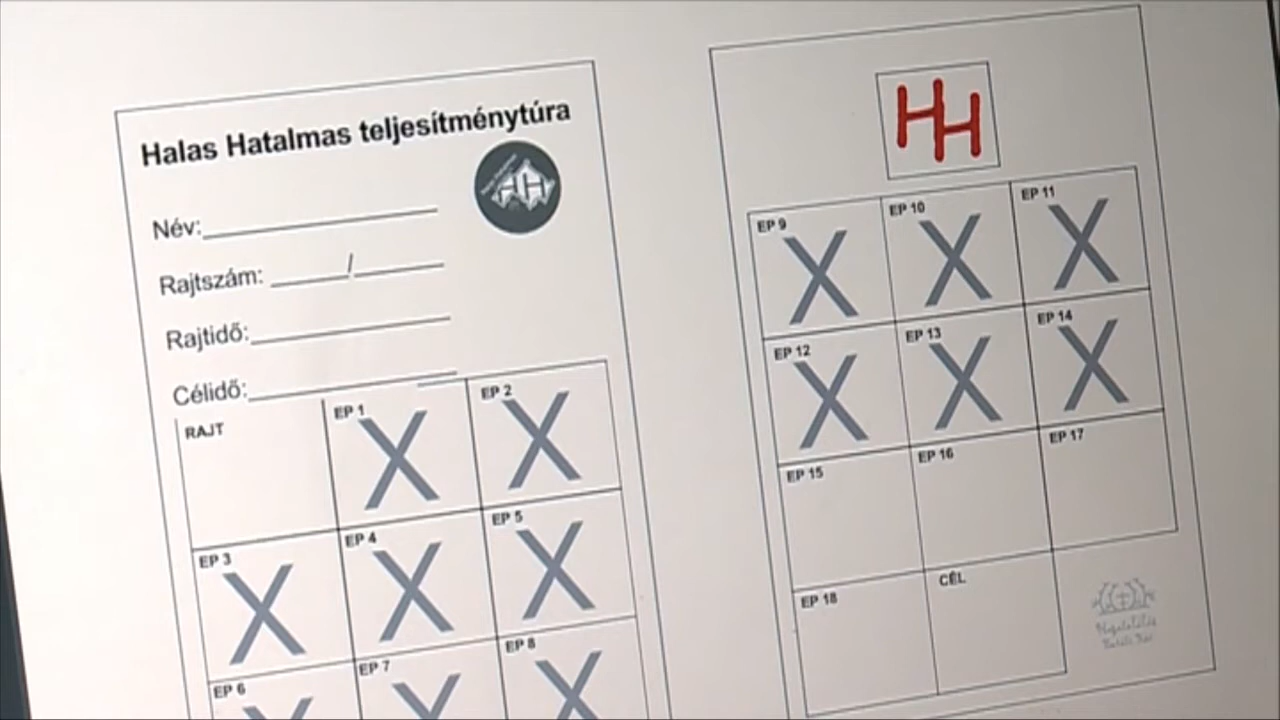 Halas Hatalmas teljesítménytúra
HH
Név:
Rajtszám: /
Rajtidő:
Célidő:
RAJT
EP 1
X
EP 2
X
EP 3
X
EP 4
X
EP 5
X
EP 6
X
EP 7
X
EP 8
X
HH
EP 9
X
EP 10
X
EP 11
X
EP 12
X
EP 13
X
EP 14
X
EP 15
EP 16
EP 17
EP 18
CÉL